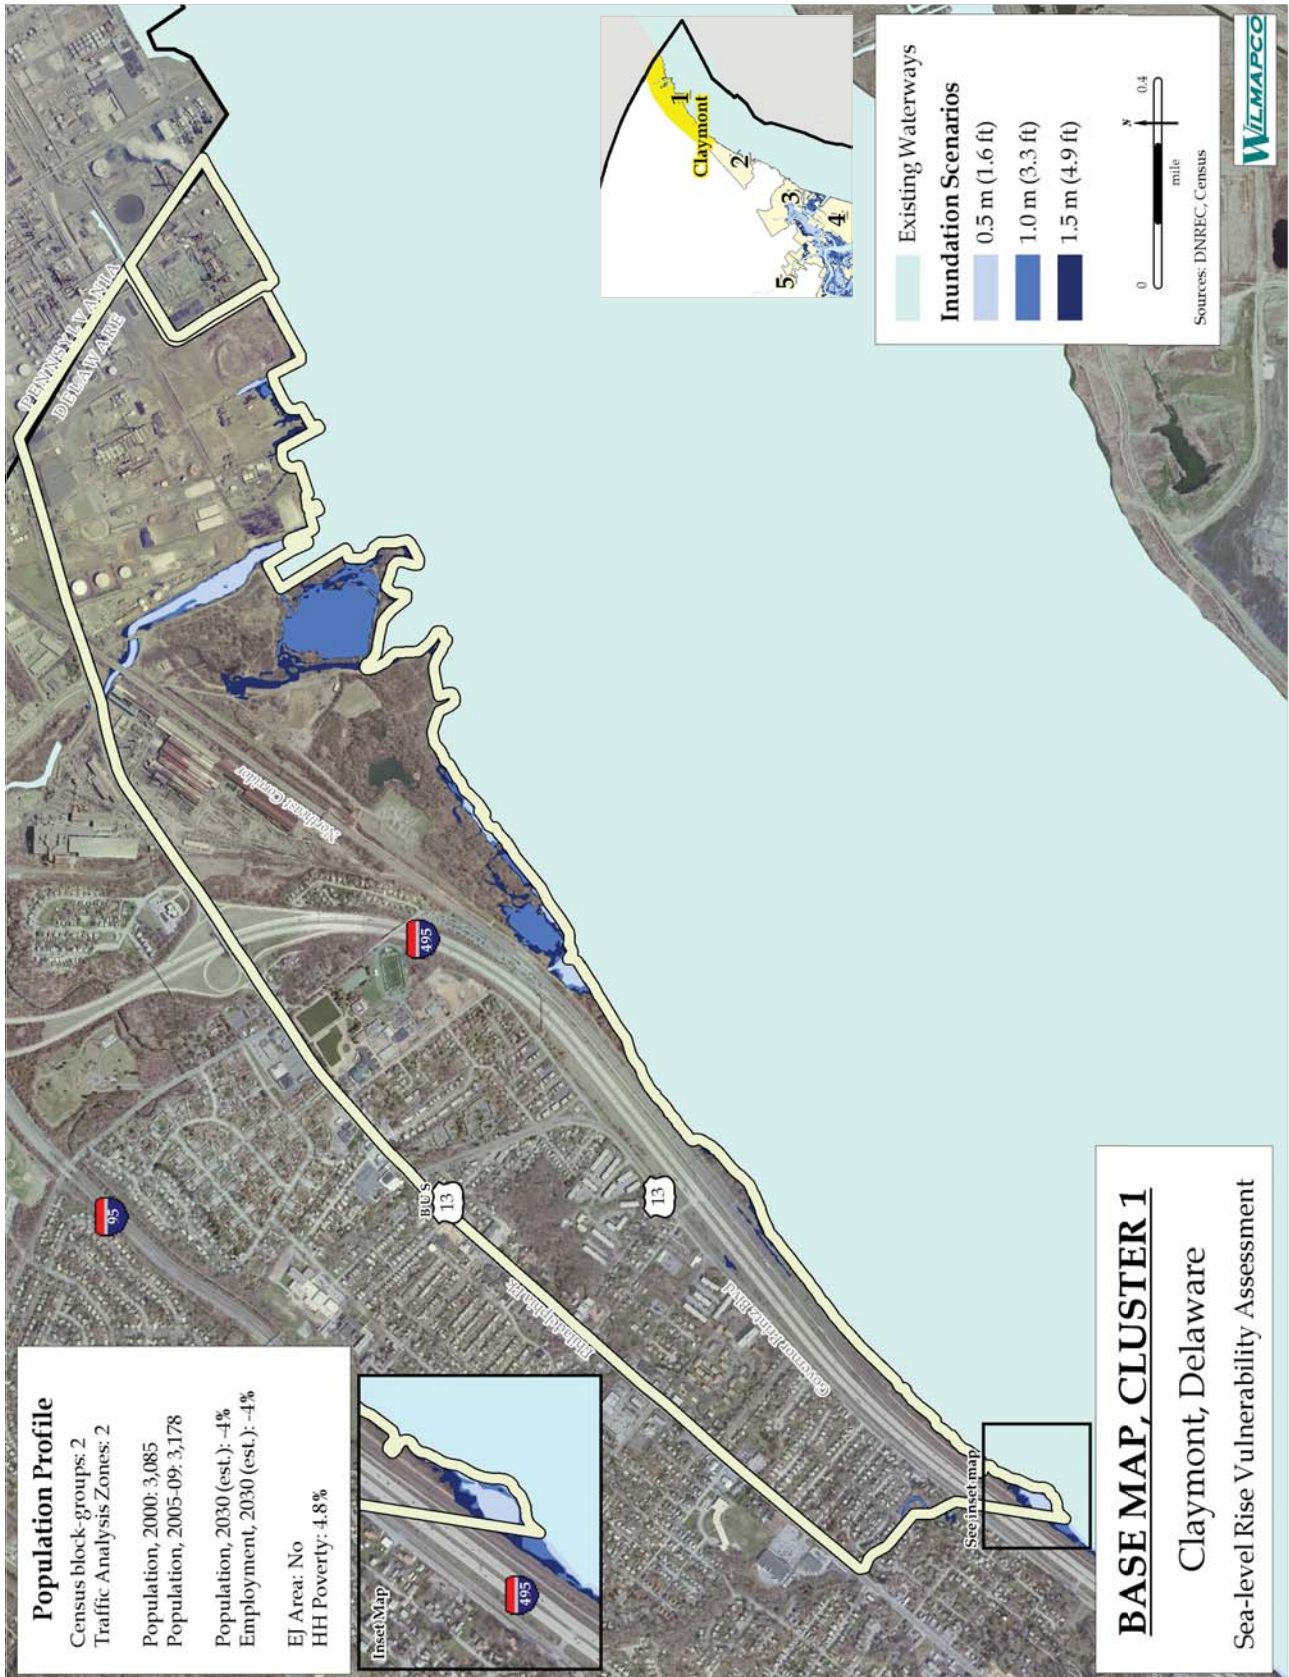 Population Profile
Census block-groups: 2
Traffic Analysis Zones: 2
Population, 2000: 3,085
Population, 2005-09: 3,178
Population, 2030 (est.): -4%
Employment, 2030 (est.): -4%
EJ Area: No
HH Poverty: 4.8%
Inset Map
495
95
BUS
13
13
495
Philadelphia Pk
Governor Printz Blvd
Northeast Corridor
PENNSYLVANIA
DELAWARE
See inset map
Claymont
1
2
3
4
5
Existing Waterways
Inundation Scenarios
0.5 m (1.6 ft)
1.0 m (3.3 ft)
1.5 m (4.9 ft)
N
0 0.4
mile
Sources: DNREC, Census
WILMAPCO
BASE MAP, CLUSTER 1
Claymont, Delaware
Sea-level Rise Vulnerability Assessment